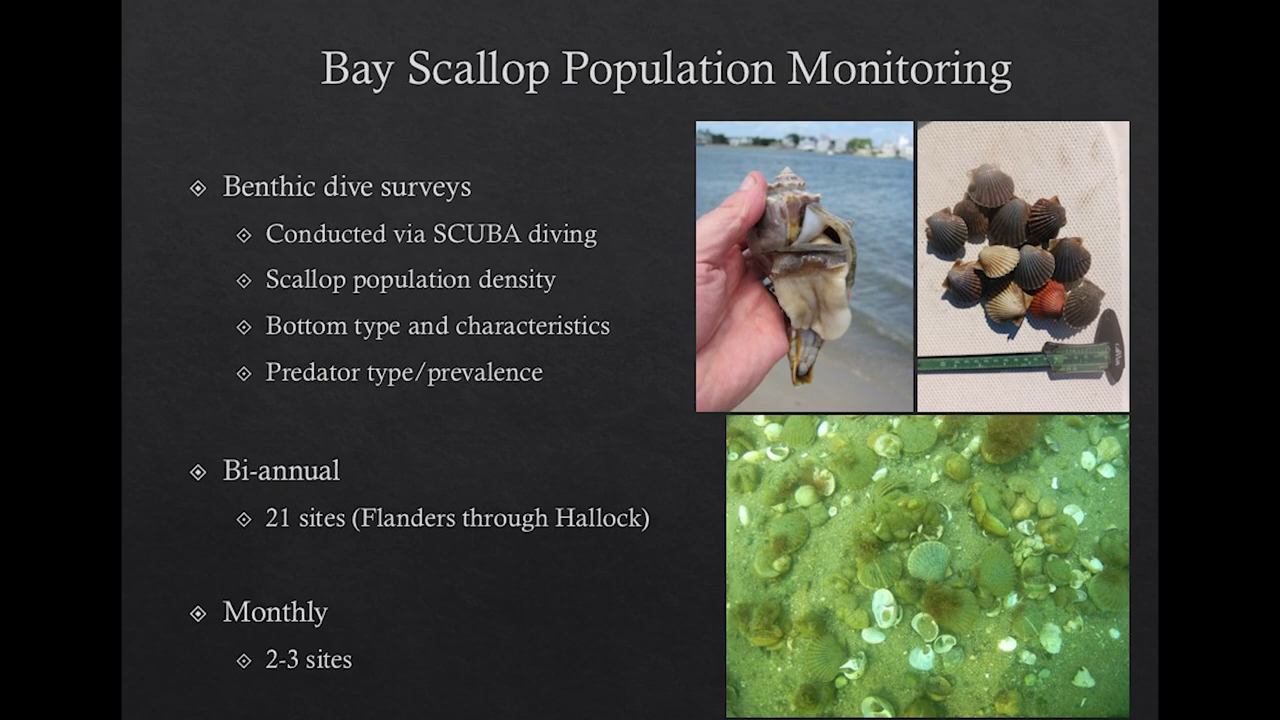 Bay Scallop Population Monitoring
Benthic dive surveys
Conducted via SCUBA diving
Scallop population density
Bottom type and characteristics
Predator type/prevalence
Bi-annual
21 sites (Flanders through Hallock)
Monthly
2-3 sites